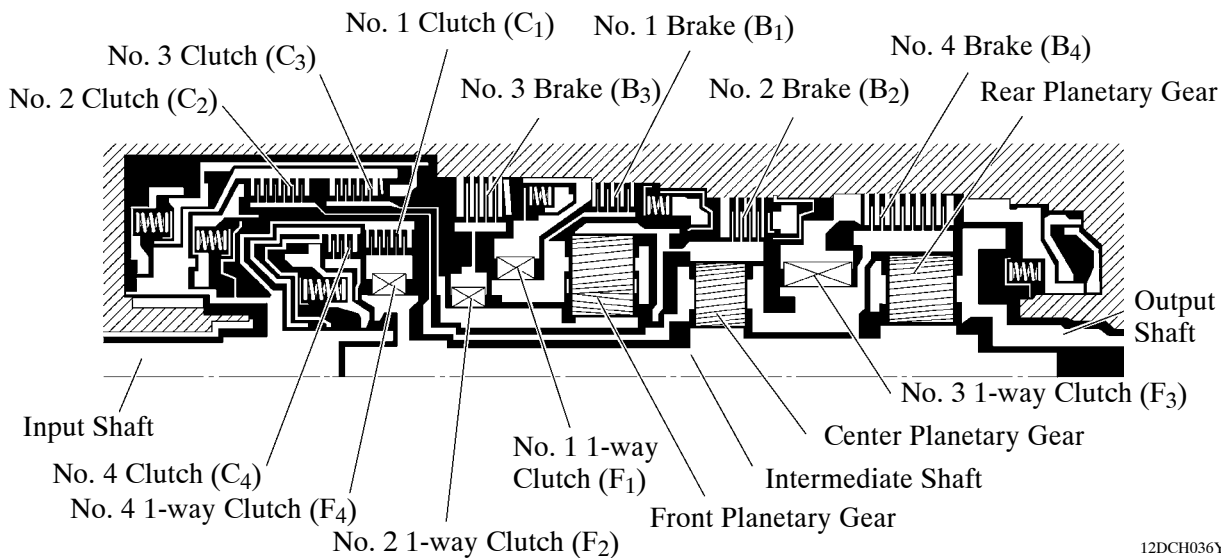 No. 1 Clutch (C1)
No. 1 Brake (B1)
No. 3 Clutch (C3)
No. 4 Brake (B4)
No. 2 Clutch (C2)
No. 3 Brake (B3)
No. 2 Brake (B2)
Rear Planetary Gear
Output
Shaft
No. 3 1-way Clutch (F3)
Input Shaft
Center Planetary Gear
No. 1 1-way
Clutch (F1)
No. 4 Clutch (C4)
Intermediate Shaft
No. 4 1-way Clutch (F4)
Front Planetary Gear
No. 2 1-way Clutch (F2)
12DCH036Y